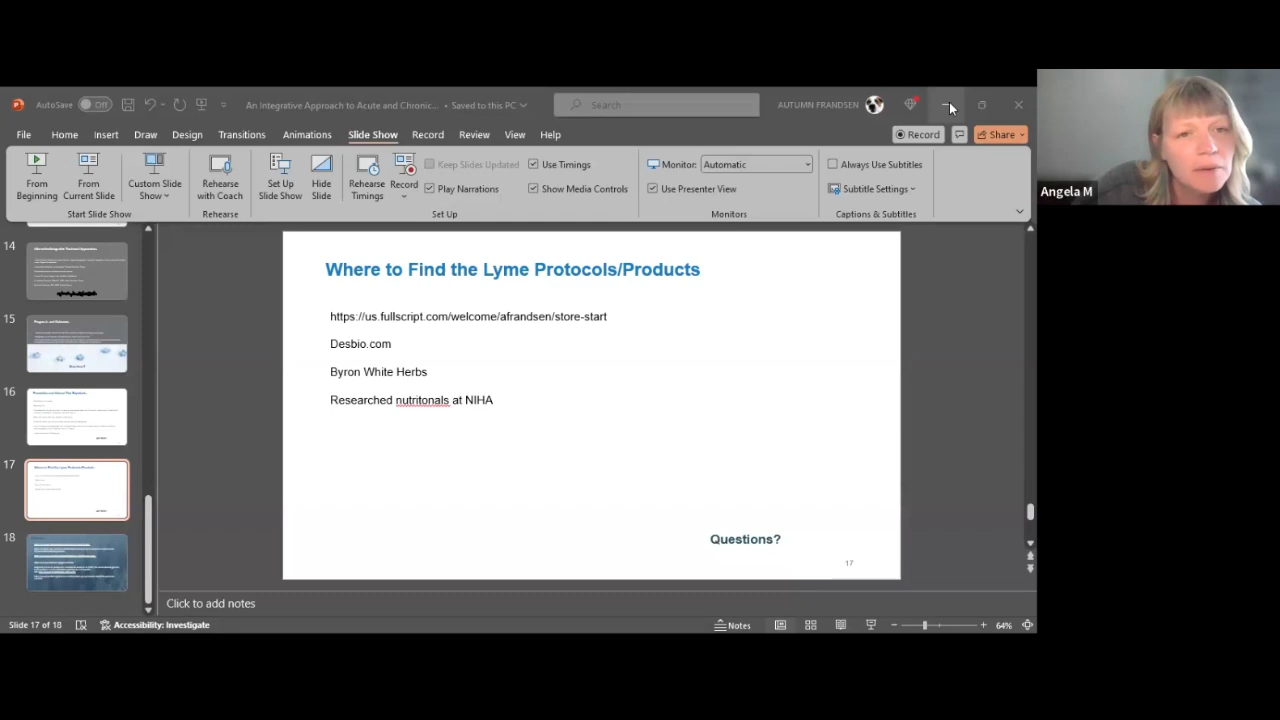 AutoSave Off An Integrative Approach to Acute and Chronic... • Saved to this PC Search AUTUMN FRANDSEN
File Home Insert Draw Design Transitions Animations Slide Show Record Review View Help Record Share
From Beginning
From Current Slide
Custom Slide Show
Start Slide Show
Rehearse with Coach
Rehearse
Set Up Slide Show
Hide Slide
Rehearse Timings
Record
Keep Slides Updated
Play Narrations
Use Timings
Show Media Controls
Set Up
Monitor: Automatic
Use Presenter View
Monitors
Always Use Subtitles
Subtitle Settings
Captions & Subtitles
Angela M
14
15
16
17
18
Where to Find the Lyme Protocols/Products
https://us.fullscript.com/welcome/afrandsen/store-start
Desbio.com
Byron White Herbs
Researched nutritonals at NIHA
Questions?
17
Click to add notes
Slide 17 of 18 Accessibility: Investigate Notes 64%